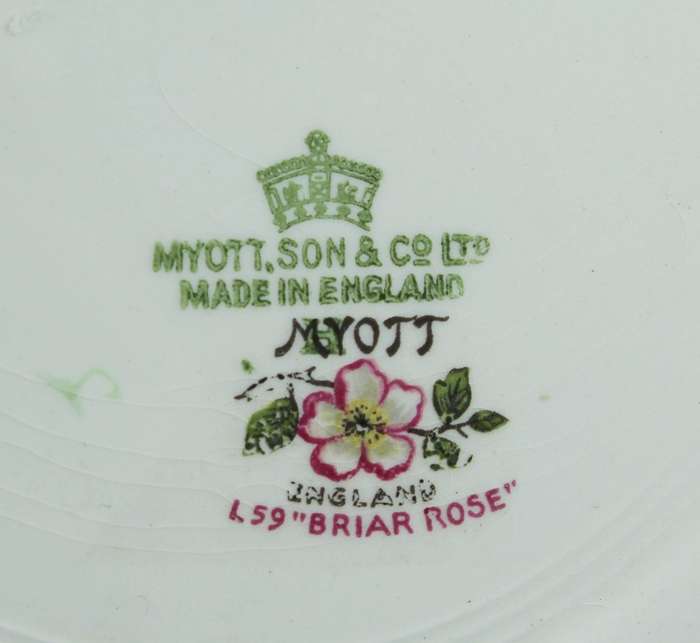 MYOTT, SON & Co LTD
MADE IN ENGLAND
MYOTT
ENGLAND
L59 "BRIAR ROSE"